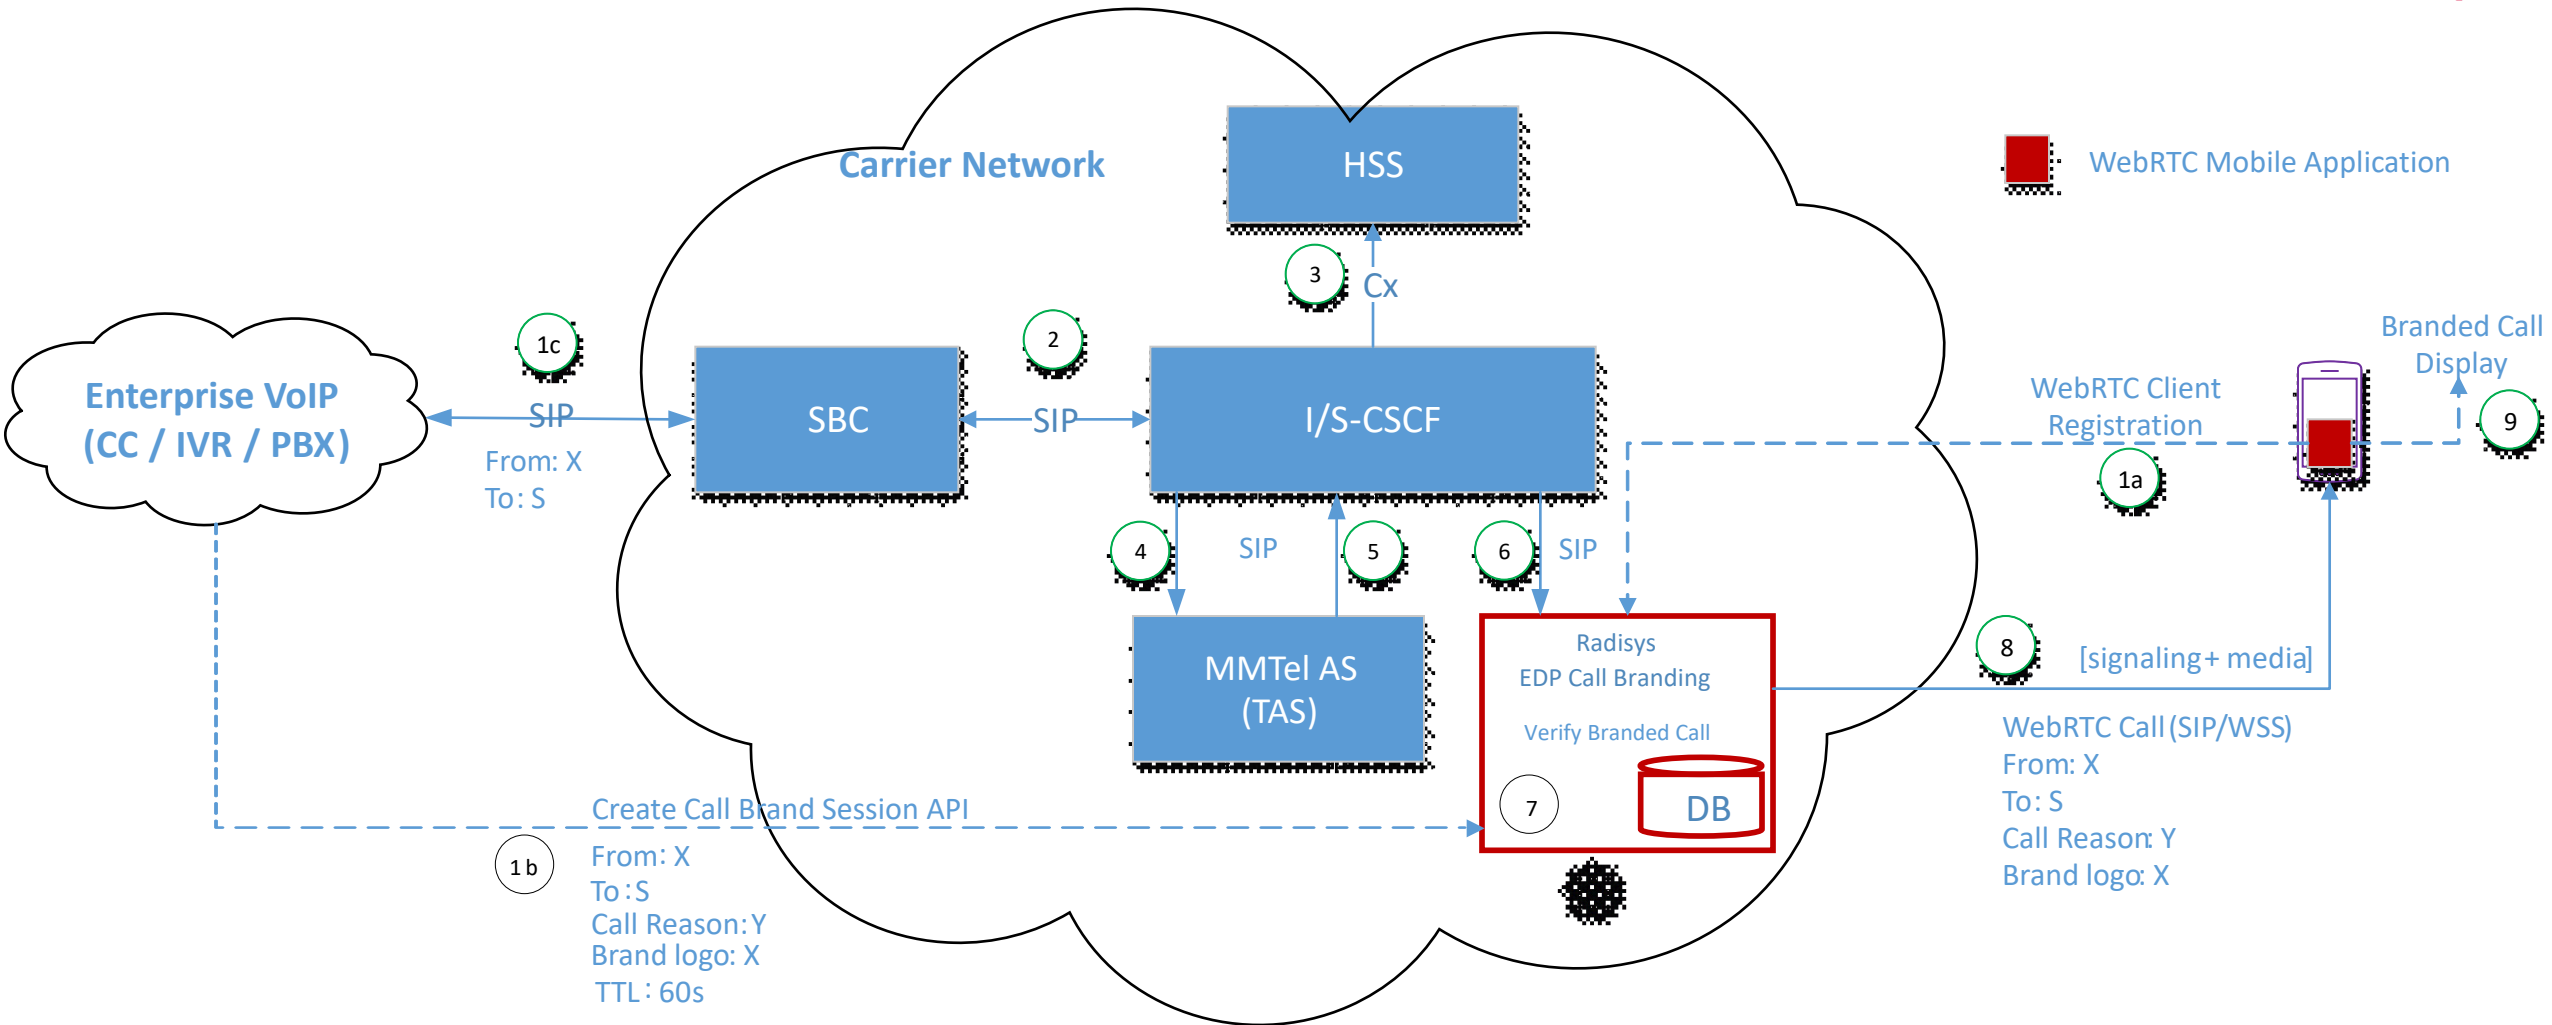 Carrier Network
HSS
WebRTC Mobile Application
3
Cx
1c
2
Branded Call
Display
Enterprise VoIP
(CC / IVR / PBX)
SIP
From: X
To: S
SBC
SIP
I/S-CSCF
WebRTC Client
Registration
9
1a
4
SIP
5
6
SIP
MMTel AS
(TAS)
Radisys
EDP Call Branding
Verify Branded Call
7
DB
8
[signaling+ media]
WebRTC Call (SIP/WSS)
From: X
To: S
Call Reason: Y
Brand logo: X
Create Call Brand Session API
1b
From: X
To: S
Call Reason: Y
Brand logo: X
TTL: 60s